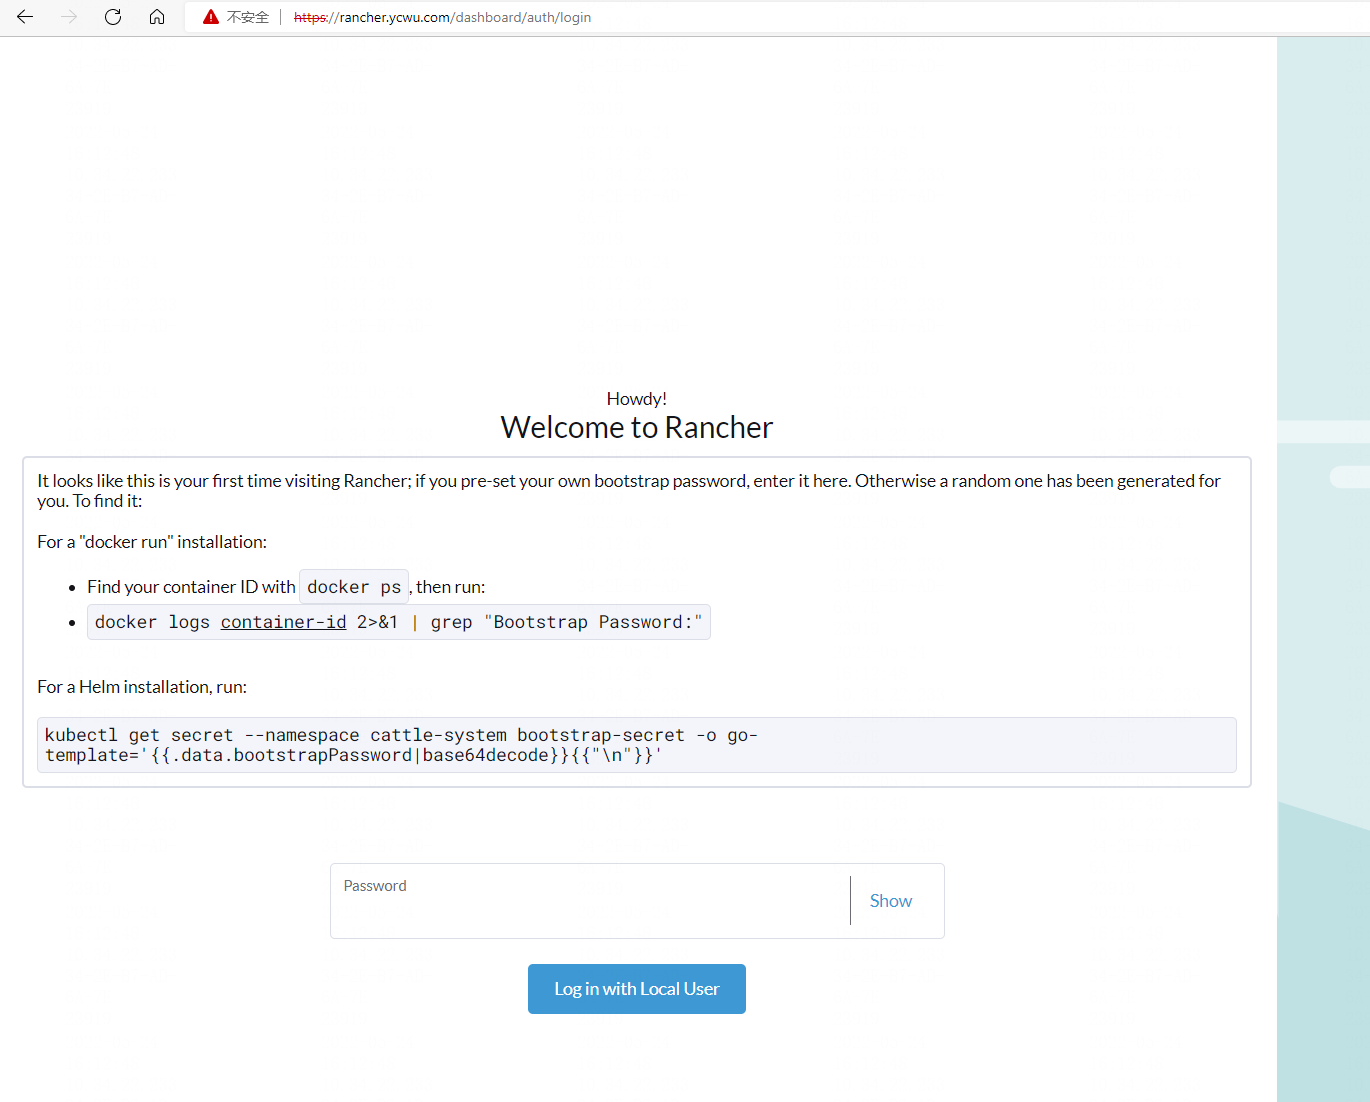 不安全 https://rancher.ycwu.com/dashboard/auth/login
Howdy!
Welcome to Rancher
It looks like this is your first time visiting Rancher; if you pre-set your own bootstrap password, enter it here. Otherwise a random one has been generated for
you. To find it:
For a "docker run" installation:
• Find your container ID with docker ps, then run:
• docker logs container-id 2>&1 | grep "Bootstrap Password:"
For a Helm installation, run:
kubectl get secret --namespace cattle-system bootstrap-secret -o go-
template='{{.data.bootstrapPassword|base64decode}}{{"\n"}}'
Password
Show
Log in with Local User